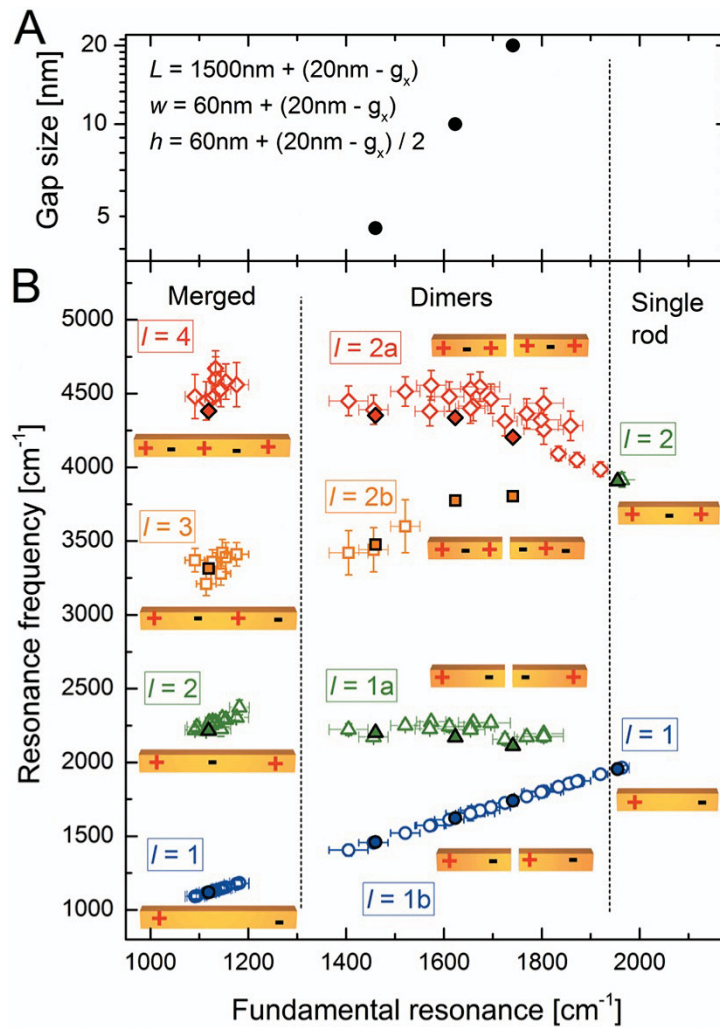 A
Gap size [nm]
20
10
5
L = 1500nm + (20nm - gₓ)
w = 60nm + (20nm - gₓ)
h = 60nm + (20nm - gₓ) / 2
B
Resonance frequency [cm⁻¹]
5000
4500
4000
3500
3000
2500
2000
1500
1000
Merged
Dimers
Single
rod
l = 4
l = 2a
+ - + + - +
+ - + - +
l = 2
+ - +
l = 3
l = 2b
+ - + - + -
+ - + -
l = 2
l = 1a
+ - - +
+ - +
l = 1
+ -
l = 1
l = 1b
+ - + -
+ -
1000 1200 1400 1600 1800 2000
Fundamental resonance [cm⁻¹]